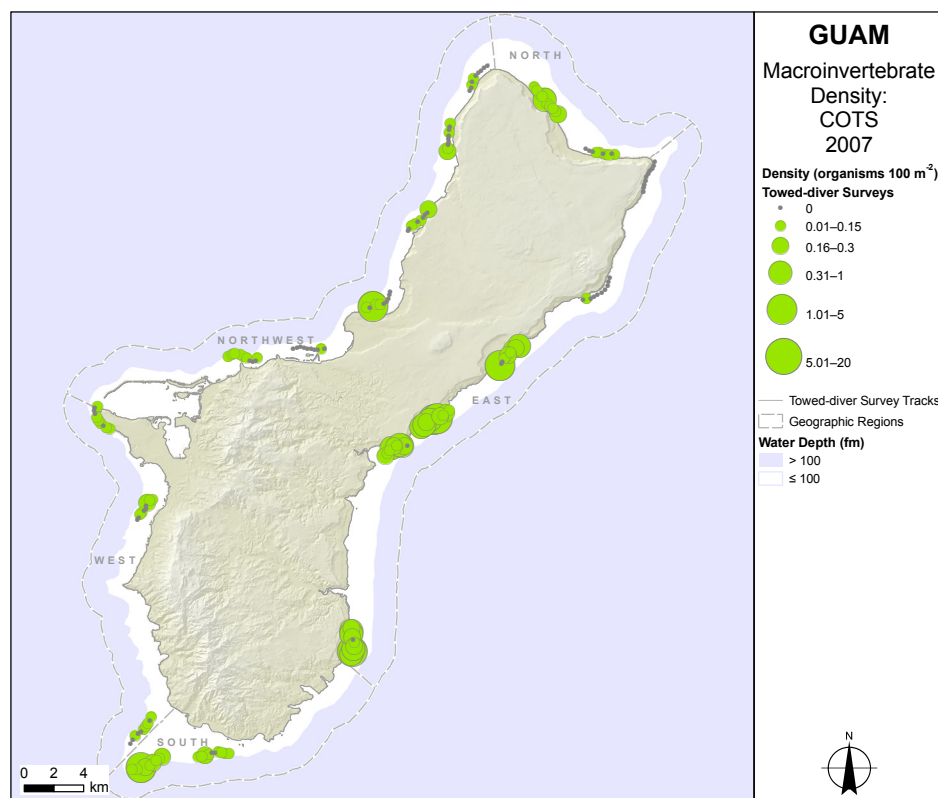 GUAM
Macroinvertebrate
Density:
COTS
2007
Density (organisms 100 m-2)
Towed-diver Surveys
0
0.01–0.15
0.16–0.3
0.31–1
1.01–5
5.01–20
Towed-diver Survey Tracks
Geographic Regions
Water Depth (fm)
> 100
≤ 100
N
NORTH
NORTHWEST
EAST
WEST
SOUTH
0 2 4
km